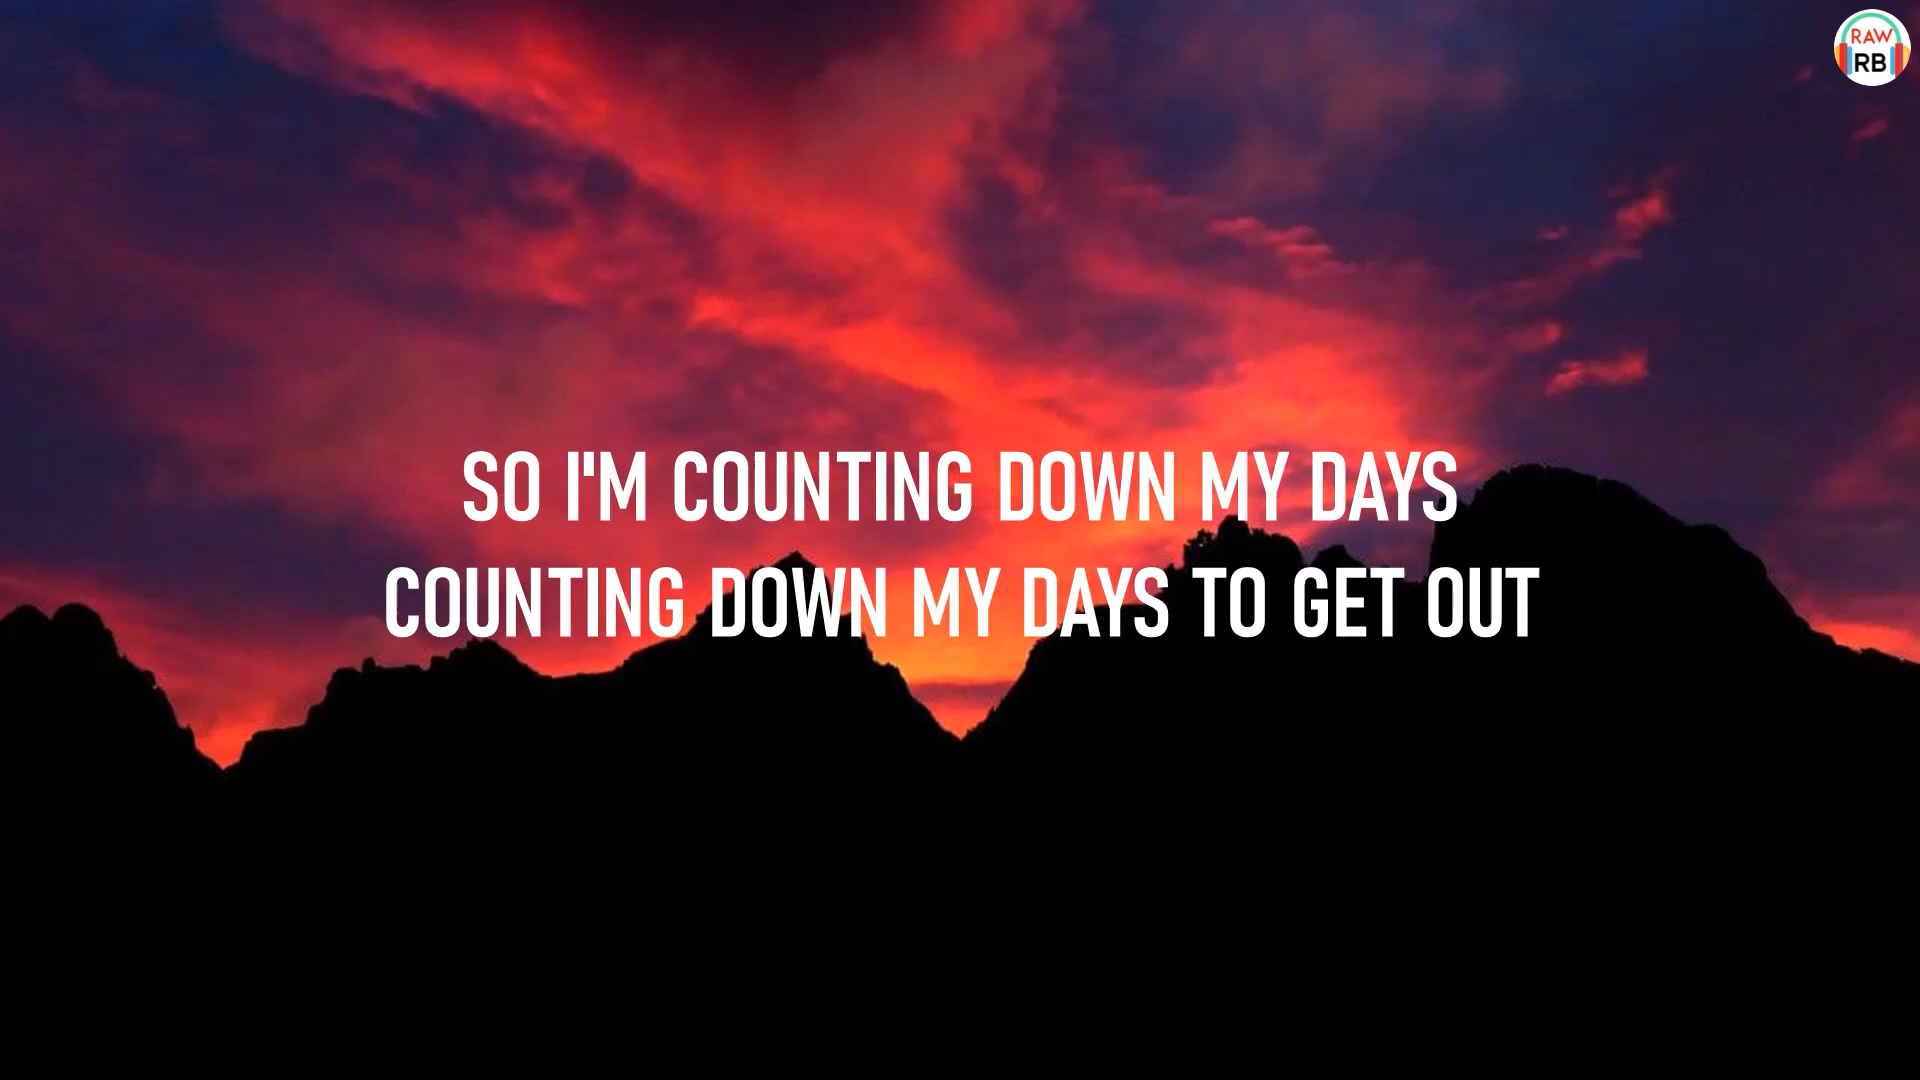 RAW
RB
SO I'M COUNTING DOWN MY DAYS
COUNTING DOWN MY DAYS TO GET OUT